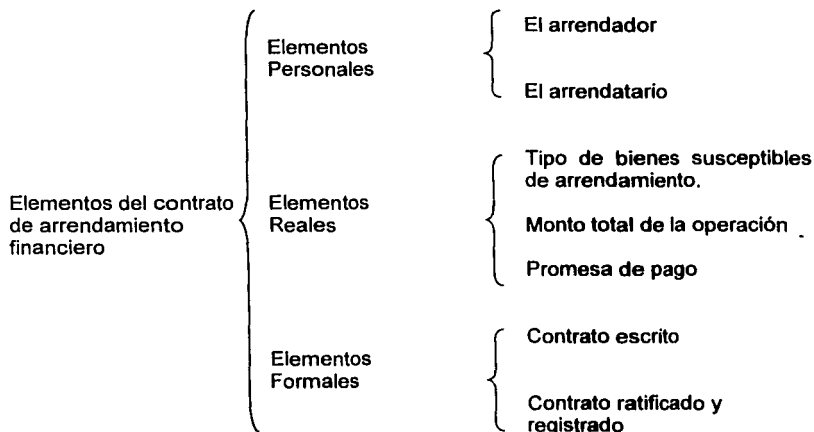 Elementos del contrato
de arrendamiento
financiero
Elementos
Personales
El arrendador
El arrendatario
Elementos
Reales
Tipo de bienes susceptibles
de arrendamiento.
Monto total de la operación
Promesa de pago
Elementos
Formales
Contrato escrito
Contrato ratificado y
registrado